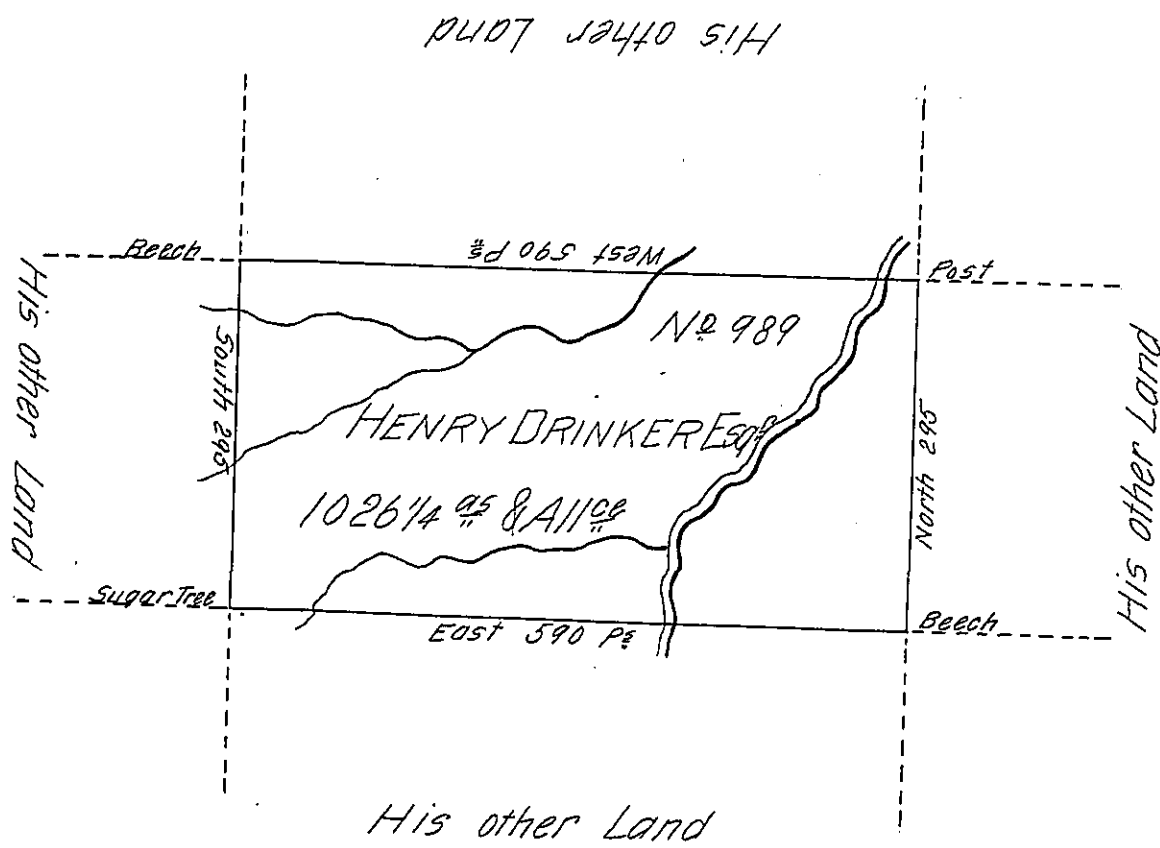 His other Land
Beech
West 590 Ps
Post
His other Land
South 295
No 989
HENRY DRINKER Esqr
1026 1/4 as & Allce
North 295
His other Land
Sugar Tree
East 590 Ps
Beech
His other Land